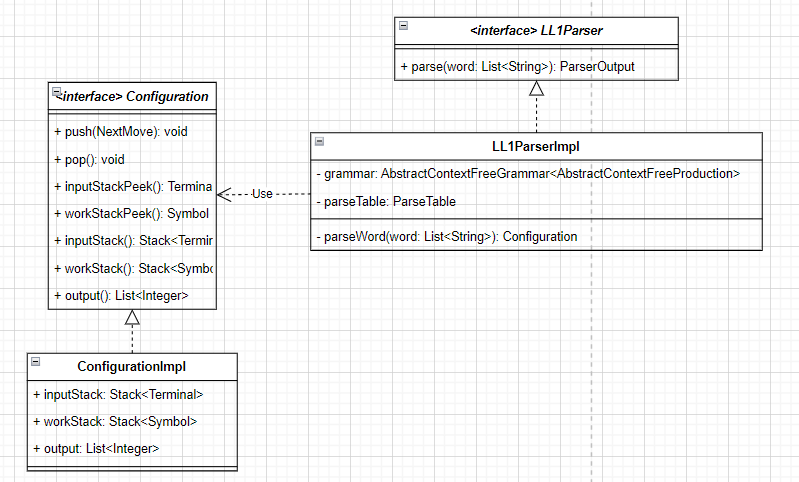 <interface> LL1Parser
+ parse(word: List<String>): ParserOutput
<interface> Configuration
+ push(NextMove): void
+ pop(): void
+ inputStackPeek(): Termina
+ workStackPeek(): Symbol
+ inputStack(): Stack<Termin
+ workStack(): Stack<Symbo
+ output(): List<Integer>
Use
LL1ParserImpl
- grammar: AbstractContextFreeGrammar<AbstractContextFreeProduction>
- parseTable: ParseTable
- parseWord(word: List<String>): Configuration
ConfigurationImpl
+ inputStack: Stack<Terminal>
+ workStack: Stack<Symbol>
+ output: List<Integer>